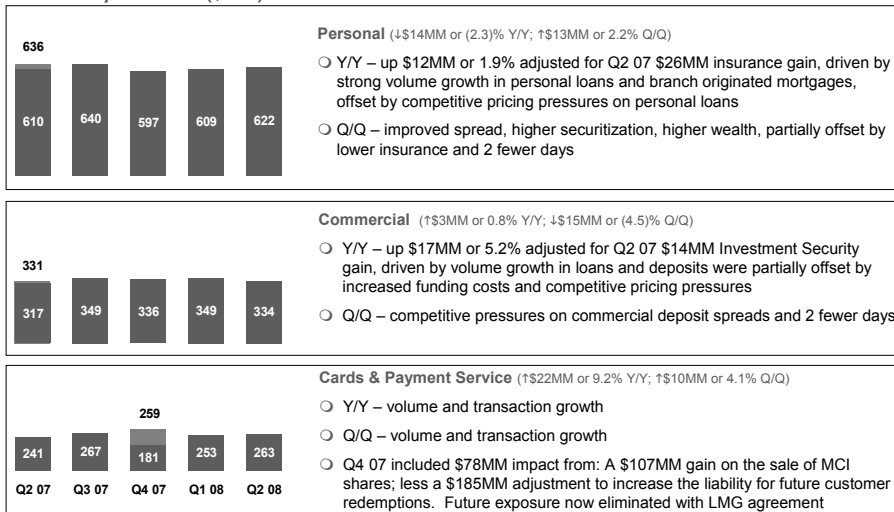 Personal (↓$14MM or (2.3)% Y/Y; ↑$13MM or 2.2% Q/Q)
636
610 640 597 609 622
❍ Y/Y – up $12MM or 1.9% adjusted for Q2 07 $26MM insurance gain, driven by
strong volume growth in personal loans and branch originated mortgages,
offset by competitive pricing pressures on personal loans
❍ Q/Q – improved spread, higher securitization, higher wealth, partially offset by
lower insurance and 2 fewer days
Commercial (↑$3MM or 0.8% Y/Y; ↓$15MM or (4.5)% Q/Q)
331
317 349 336 349 334
❍ Y/Y – up $17MM or 5.2% adjusted for Q2 07 $14MM Investment Security
gain, driven by volume growth in loans and deposits were partially offset by
increased funding costs and competitive pricing pressures
❍ Q/Q – competitive pressures on commercial deposit spreads and 2 fewer days
Cards & Payment Service (↑$22MM or 9.2% Y/Y; ↑$10MM or 4.1% Q/Q)
259
241 267 181 253 263
Q2 07 Q3 07 Q4 07 Q1 08 Q2 08
❍ Y/Y – volume and transaction growth
❍ Q/Q – volume and transaction growth
❍ Q4 07 included $78MM impact from: A $107MM gain on the sale of MCI
shares; less a $185MM adjustment to increase the liability for future customer
redemptions.  Future exposure now eliminated with LMG agreement